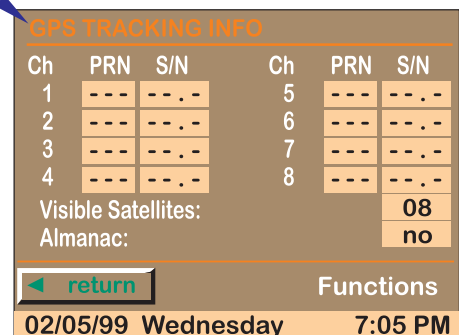 GPS TRACKING INFO
Ch PRN S/N Ch PRN S/N
1 --- --.- 5 --- --.-
2 --- --.- 6 --- --.-
3 --- --.- 7 --- --.-
4 --- --.- 8 --- --.-
Visible Satellites: 08
Almanac: no
◄ return Functions
02/05/99 Wednesday 7:05 PM